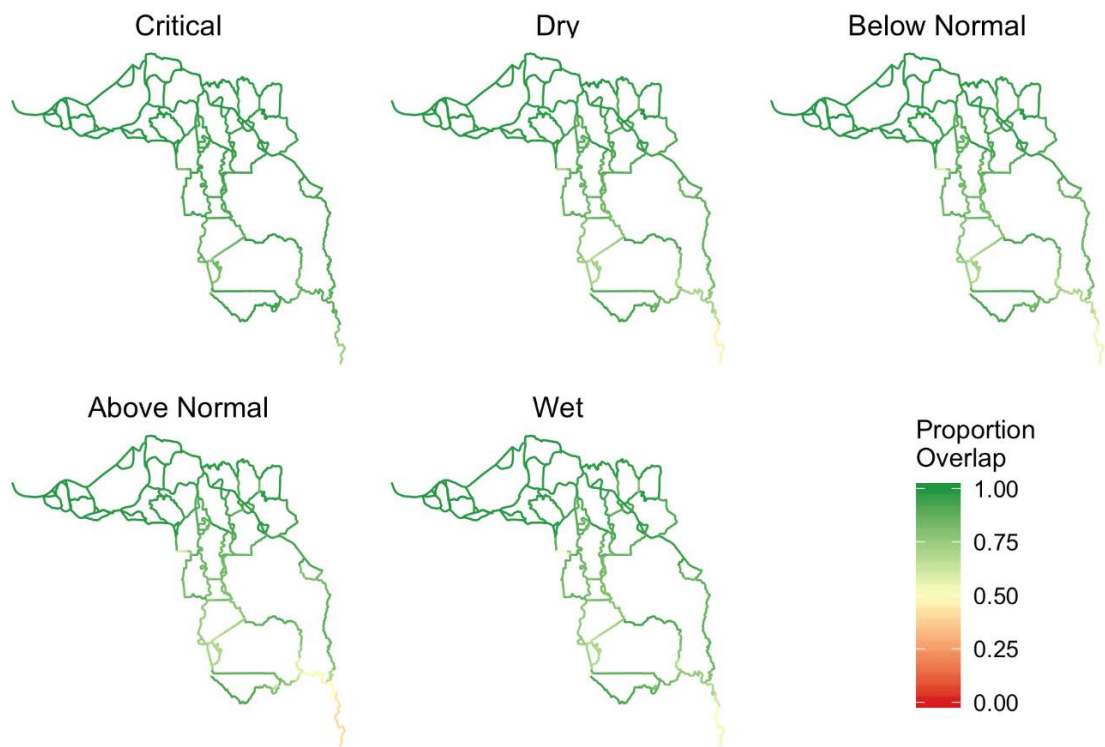 Critical
Dry
Below Normal
Above Normal
Wet
Proportion
Overlap
1.00
0.75
0.50
0.25
0.00